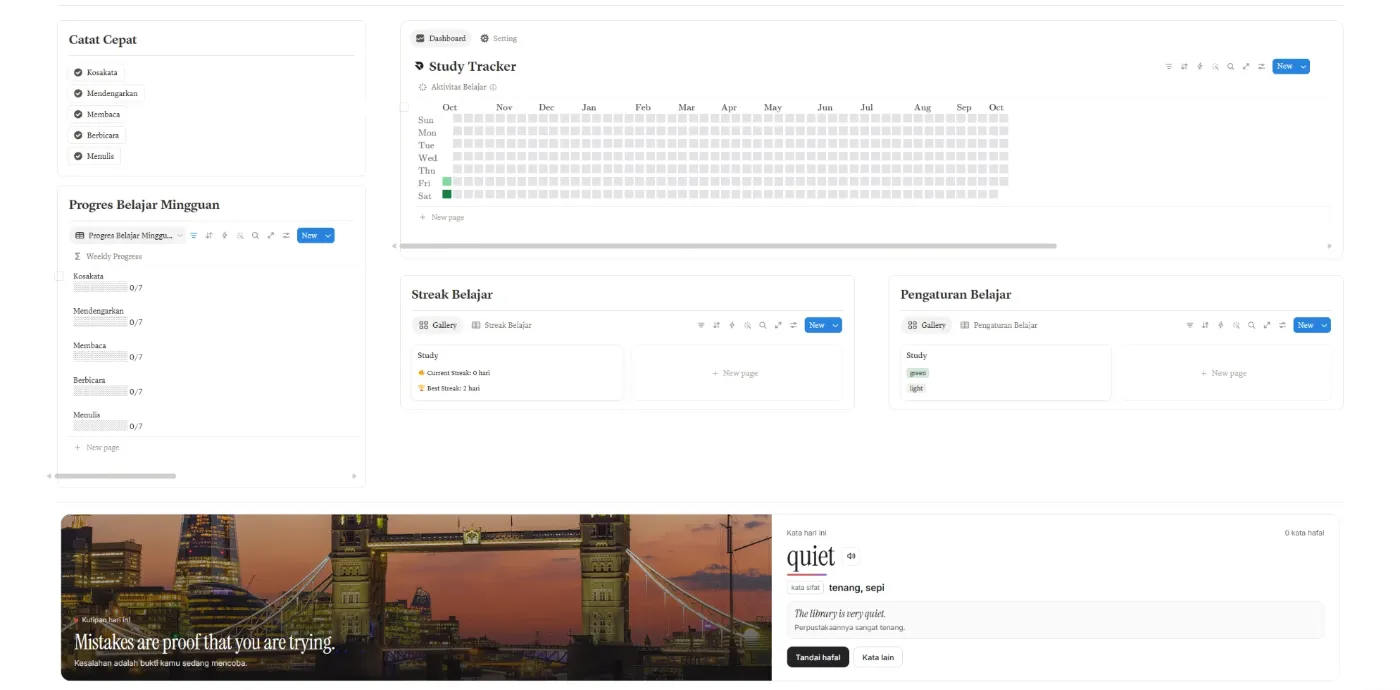 Catat Cepat
Kosakata
Mendengarkan
Membaca
Berbicara
Menulis
Progres Belajar Mingguan
Progres Belajar Minggu...
New
Weekly Progress
Kosakata
0/7
Mendengarkan
0/7
Membaca
0/7
Berbicara
0/7
Menulis
0/7
+ New page
Dashboard
Setting
Study Tracker
New
Aktivitas Belajar
Oct Nov Dec Jan Feb Mar Apr May Jun Jul Aug Sep Oct
Sun
Mon
Tue
Wed
Thu
Fri
Sat
+ New page
Streak Belajar
Gallery
Streak Belajar
New
Study
🔥 Current Streak: 0 hari
🏆 Best Streak: 2 hari
+ New page
Pengaturan Belajar
Gallery
Pengaturan Belajar
New
Study
green
light
+ New page
Kutipan hari ini
Mistakes are proof that you are trying.
Kesalahan adalah bukti kamu sedang mencoba.
Kata hari ini
0 kata hafal
quiet
kata sifat tenang, sepi
The library is very quiet.
Perpustakaannya sangat tenang.
Tandai hafal
Kata lain